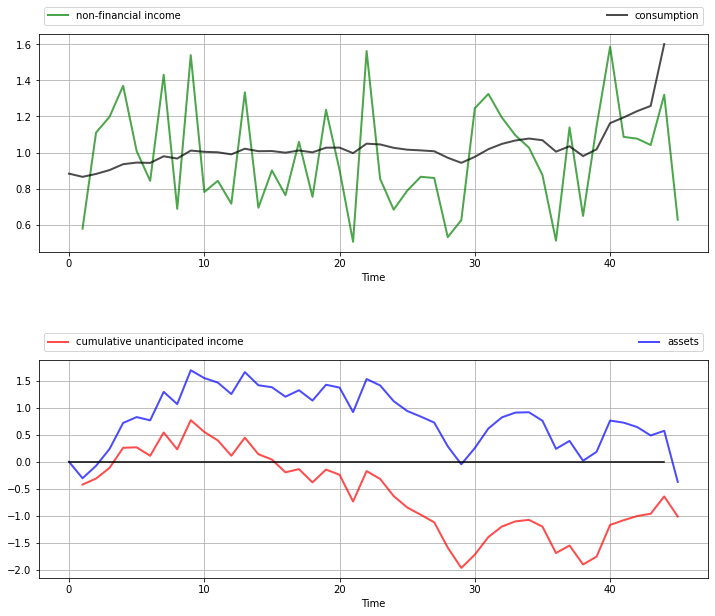 non-financial income consumption
1.6
1.4
1.2
1.0
0.8
0.6
0 10 20 30 40
Time
cumulative unanticipated income assets
1.5
1.0
0.5
0.0
−0.5
−1.0
−1.5
−2.0
0 10 20 30 40
Time